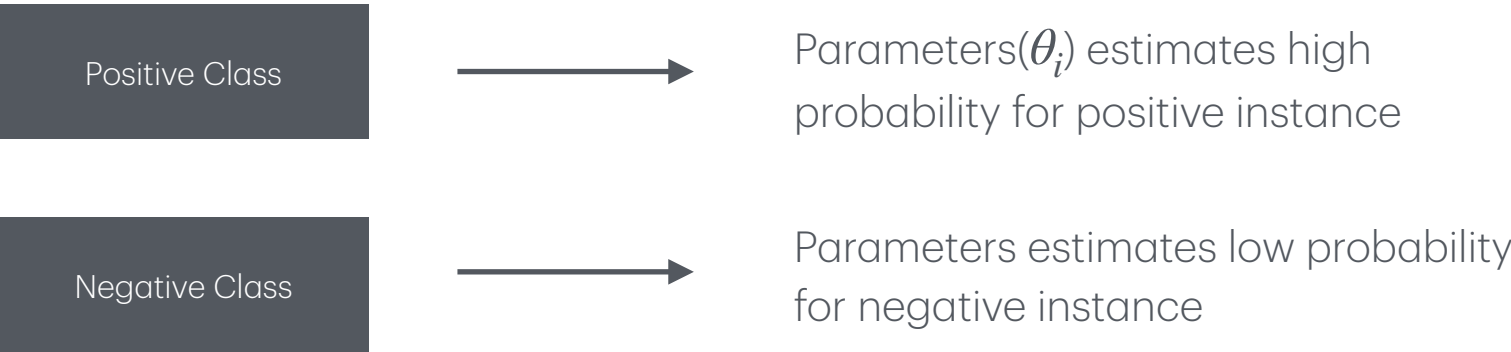 Positive Class
Parameters(θi) estimates high
probability for positive instance
Negative Class
Parameters estimates low probability
for negative instance